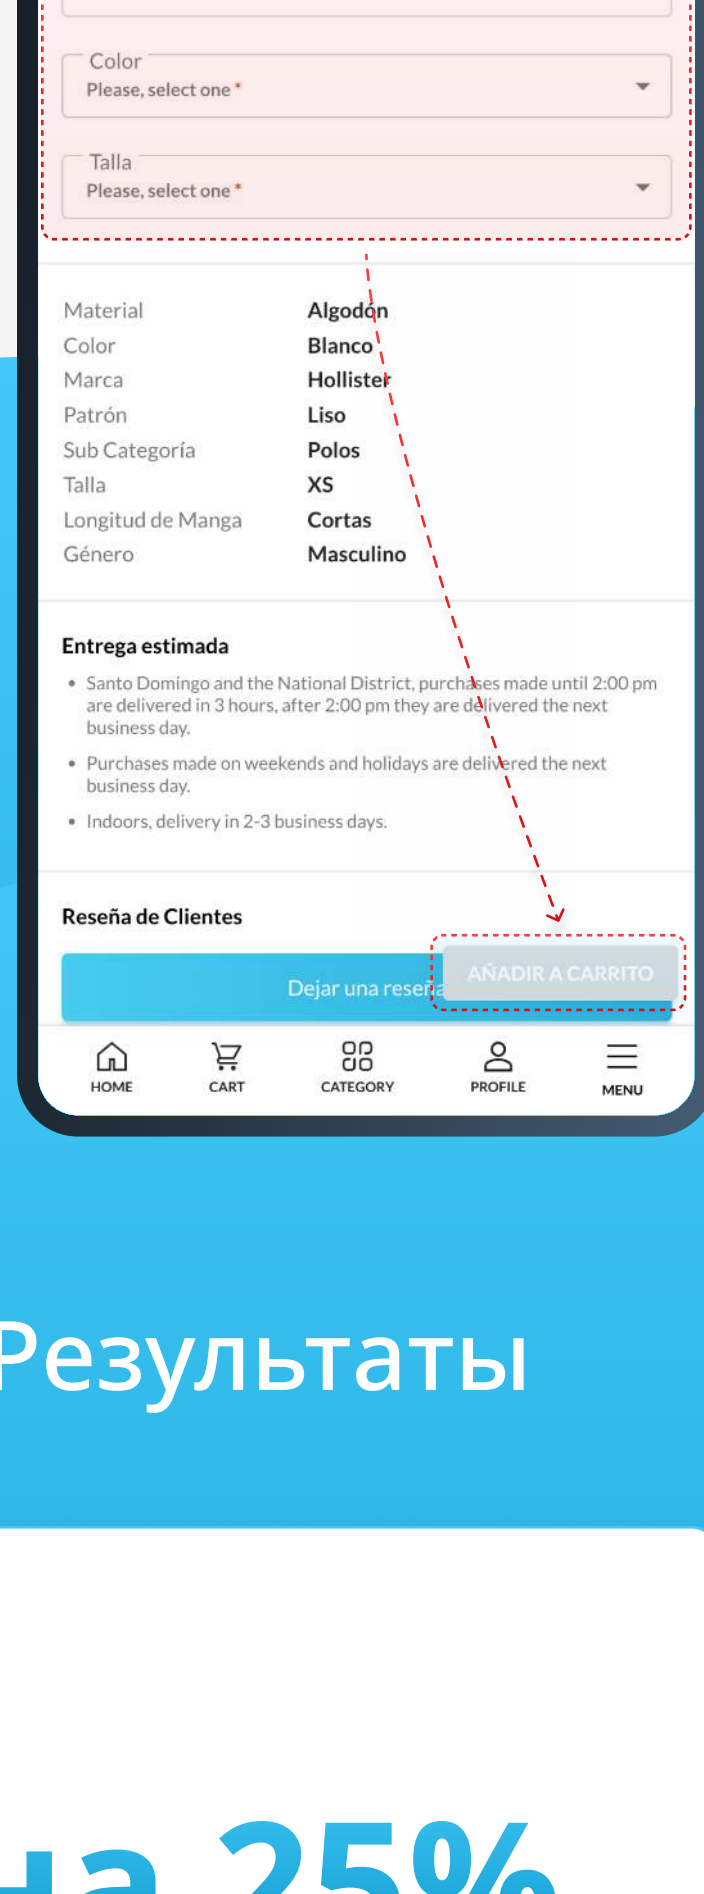 Color
Please, select one *
Talla
Please, select one *
Material Algodón
Color Blanco
Marca Hollister
Patrón Liso
Sub Categoría Polos
Talla XS
Longitud de Manga Cortas
Género Masculino
Entrega estimada
• Santo Domingo and the National District, purchases made until 2:00 pm
are delivered in 3 hours, after 2:00 pm they are delivered the next
business day.
• Purchases made on weekends and holidays are delivered the next
business day.
• Indoors, delivery in 2-3 business days.
Reseña de Clientes
Dejar una reseña
AÑADIR A CARRITO
HOME CART CATEGORY PROFILE MENU
Результаты
на 25%